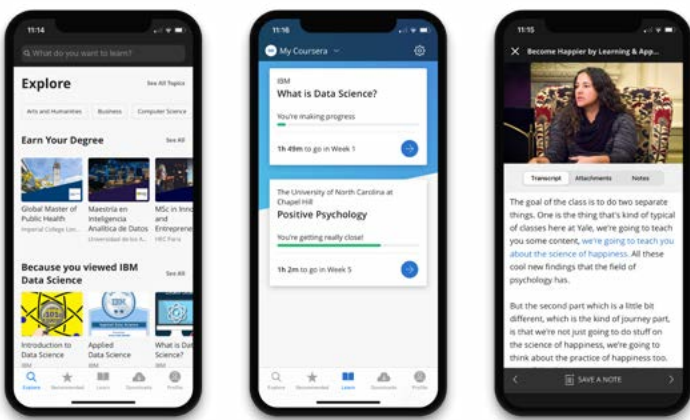 11:14
What do you want to learn?
Explore
See All Topics
Arts and Humanities
Business
Computer Science
Earn Your Degree
See All
Global Master of
Public Health
Imperial College Lon...
Maestría en
Inteligencia
Analítica de Datos
Universidad de los A...
MSc in Inno
and
Entreprene
HEC Paris
Because you viewed IBM
Data Science
See All
IBM
Introduction to
Data Science
IBM
Applied
Data Science
IBM
What is Dat
Science?
IBM
Explore
Recommended
Learn
Downloads
Profile
11:16
My Coursera
IBM
What is Data Science?
You're making progress
1h 49m to go in Week 1
The University of North Carolina at
Chapel Hill
Positive Psychology
You're getting really close!
1h 2m to go in Week 5
Explore
Recommended
Learn
Downloads
Profile
11:15
Become Happier by Learning & App...
Transcript
Attachments
Notes
The goal of the class is to do two separate
things. One is the thing that's kind of typical
of classes here at Yale, we're going to teach
you some content, we're going to teach you
about the science of happiness. All these
cool new findings that the field of
psychology has.
But the second part which is a little bit
different, which is the kind of journey part,
is that we're not just going to do stuff on
the science of happiness, we're going to
think about the practice of happiness too.
SAVE A NOTE